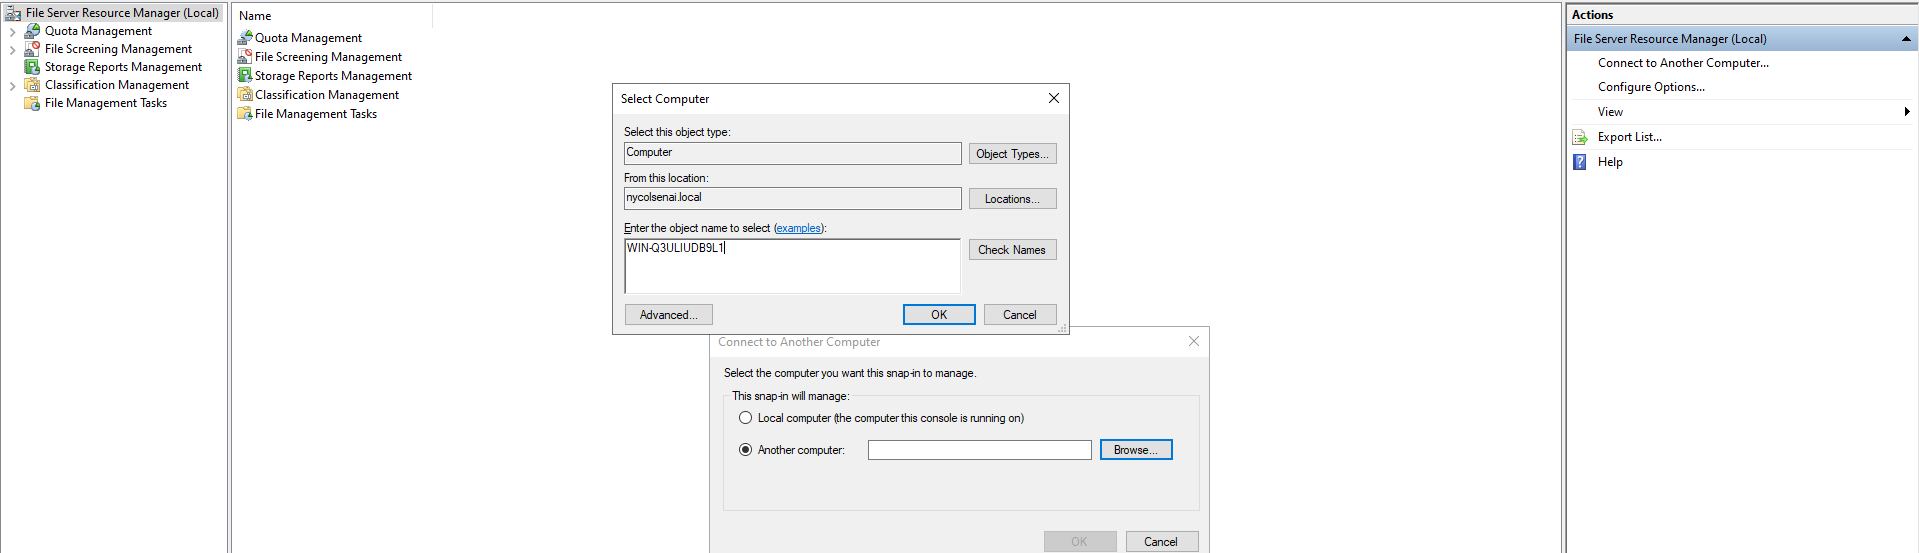 File Server Resource Manager (Local)
Quota Management
File Screening Management
Storage Reports Management
Classification Management
File Management Tasks
Name
Quota Management
File Screening Management
Storage Reports Management
Classification Management
File Management Tasks
Select Computer
Select this object type:
Computer
Object Types...
From this location:
nycolsenai.local
Locations...
Enter the object name to select (examples):
WIN-Q3ULIUDB9L1
Check Names
Advanced...
OK
Cancel
Connect to Another Computer
Select the computer you want this snap-in to manage.
This snap-in will manage:
Local computer (the computer this console is running on)
Another computer:
Browse...
OK
Cancel
Actions
File Server Resource Manager (Local)
Connect to Another Computer...
Configure Options...
View
Export List...
Help